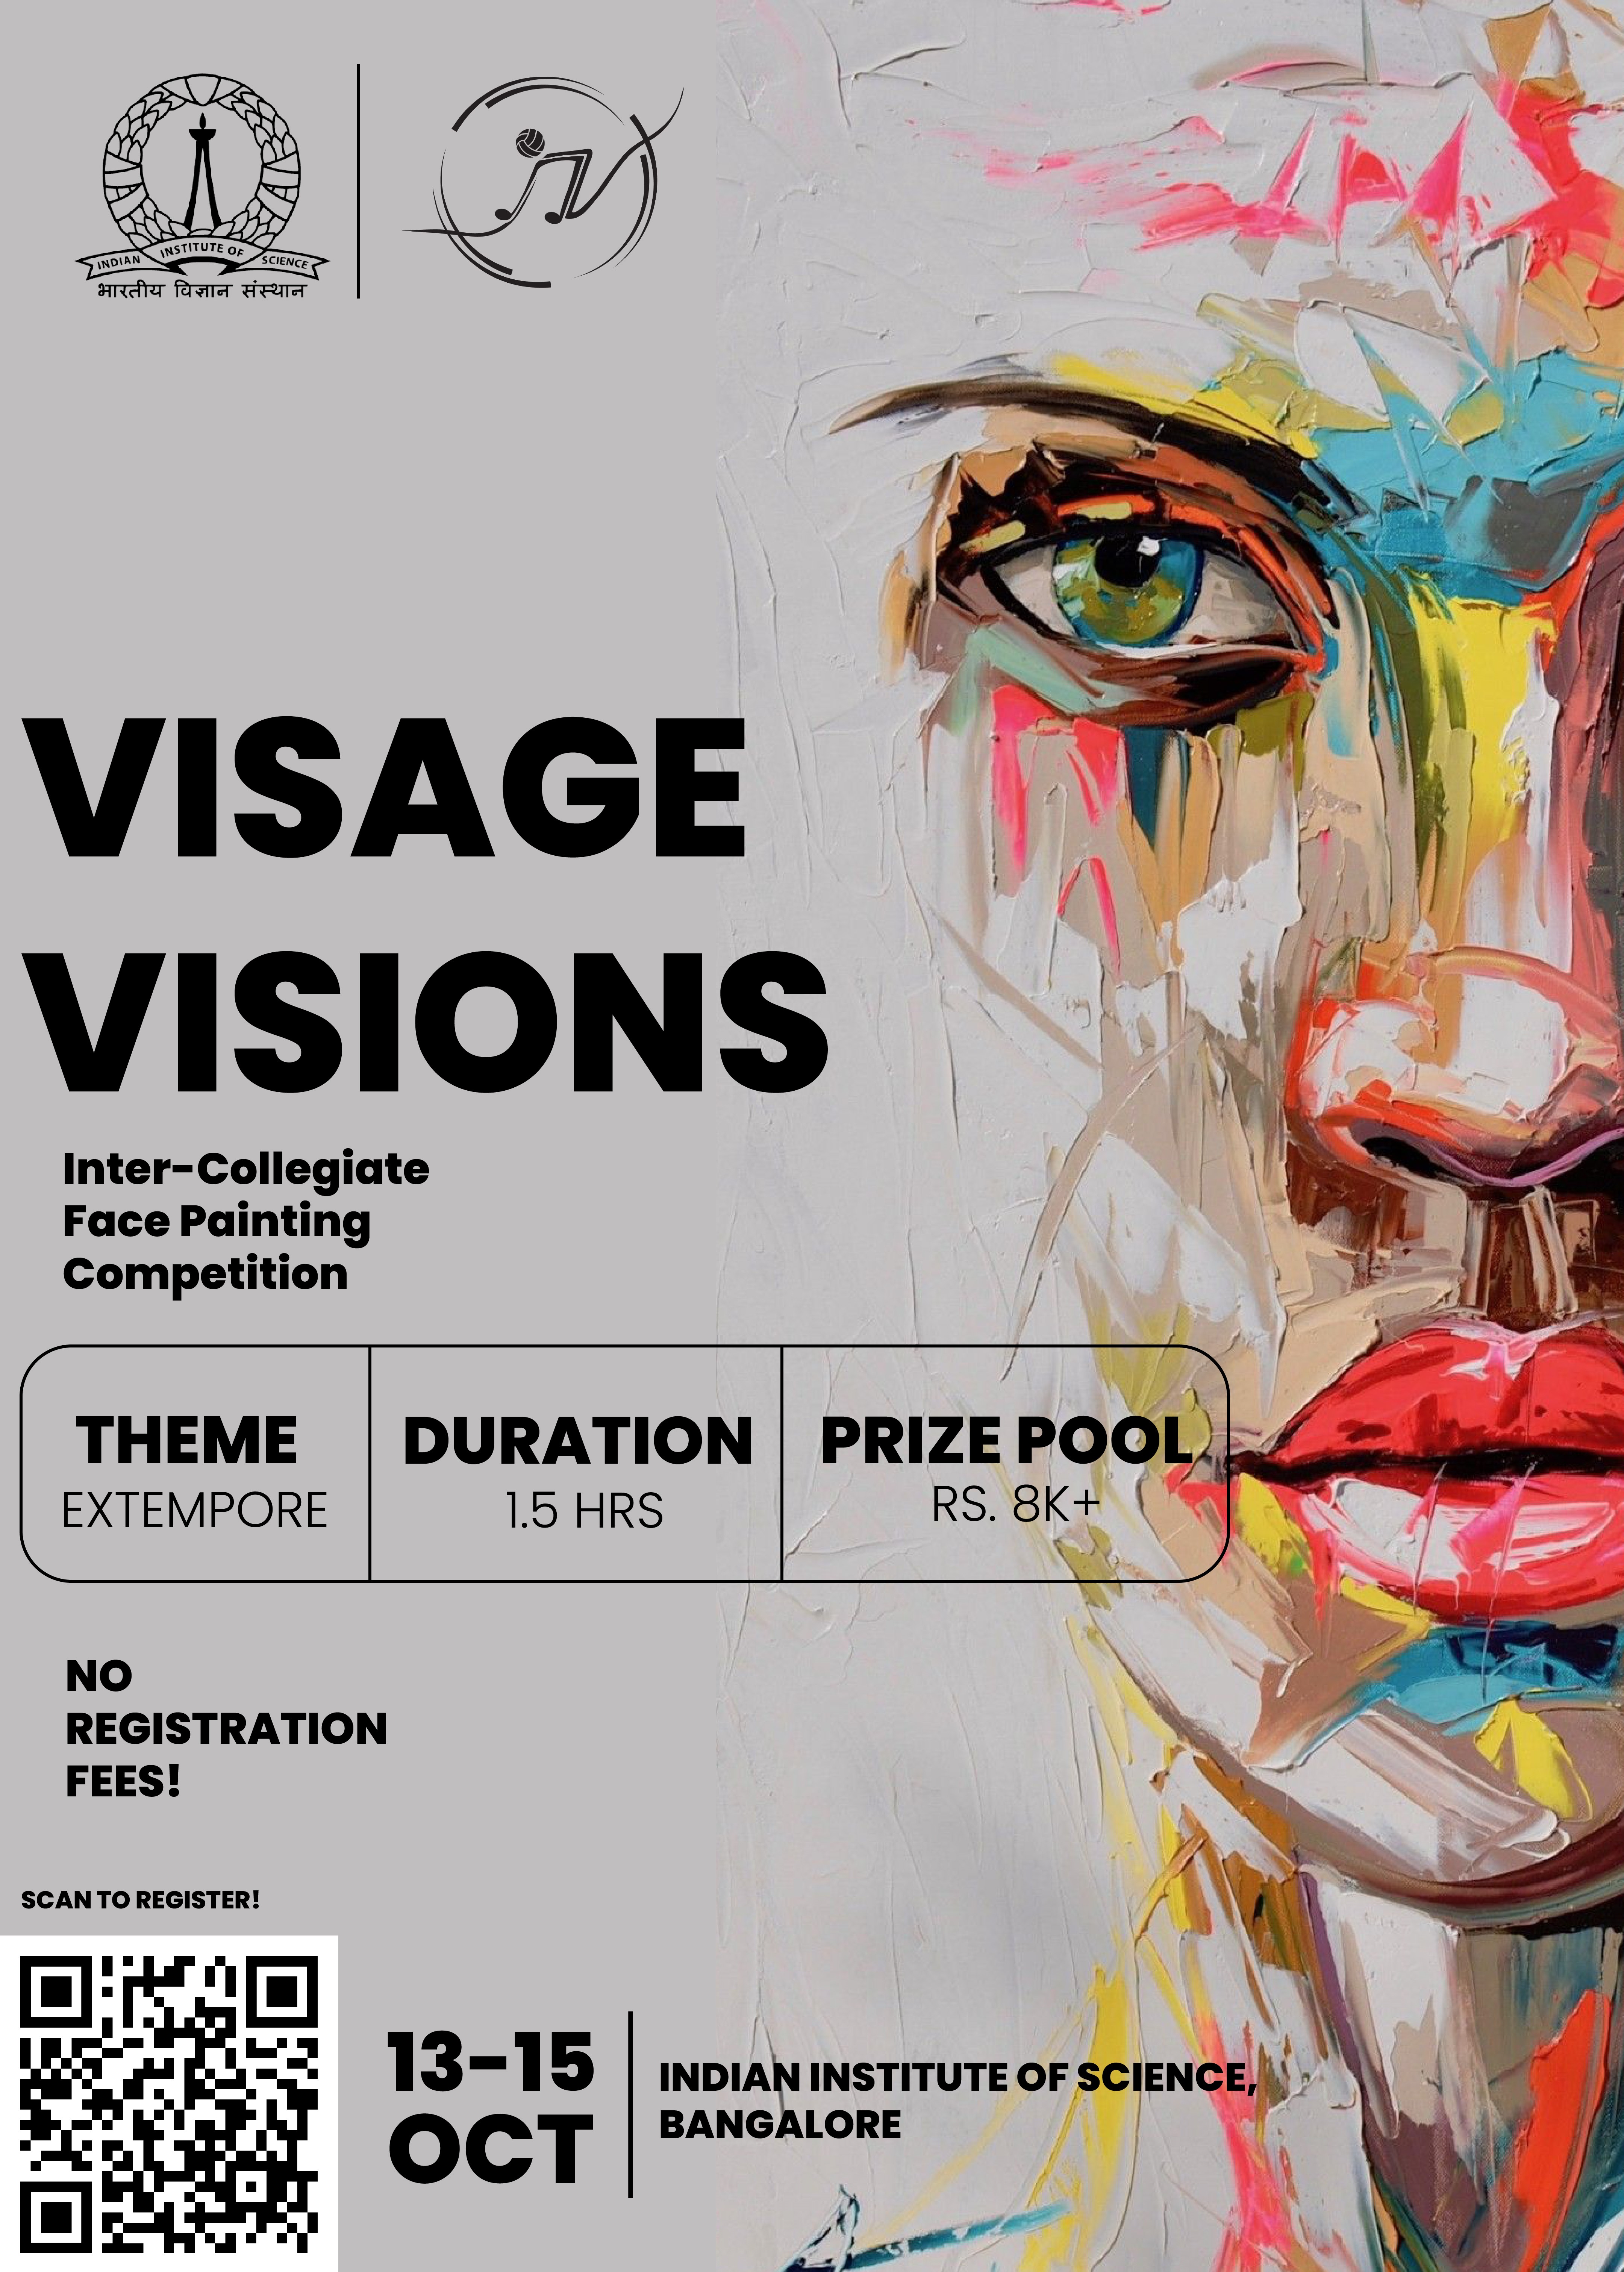 INDIAN INSTITUTE OF SCIENCE
भारतीय विज्ञान संस्थान
VISAGE
VISIONS
Inter-Collegiate
Face Painting
Competition
THEME
EXTEMPORE
DURATION
1.5 HRS
PRIZE POOL
RS. 8K+
NO
REGISTRATION
FEES!
SCAN TO REGISTER!
13-15
OCT
INDIAN INSTITUTE OF SCIENCE,
BANGALORE